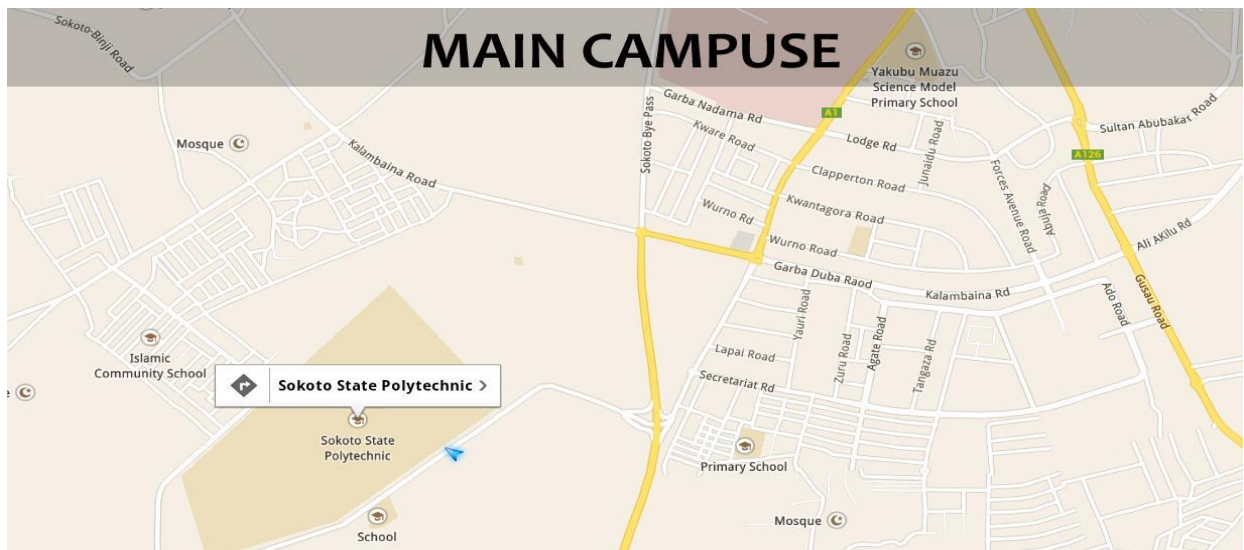 MAIN CAMPUSE
Sokoto-Binji Road
Mosque
Kalambaina Road
Sokoto Bye Pass
Garba Nadama Rd
Kware Road
A1
Yakubu Muazu
Science Model
Primary School
Lodge Rd
Junaidu Road
Clapperton Road
Forces Avenue Road
Abuja Road
Sultan Abubakar Road
A126
Wurno Rd
Kwantagora Road
Wurno Road
Ali Akilu Rd
Garba Duba Raod
Kalambaina Rd
Ado Road
Gusau Road
Yauri Road
Zuru Road
Agate Road
Tangaza Rd
Lapai Road
Secretariat Rd
Islamic
Community School
Sokoto State Polytechnic
Sokoto State
Polytechnic
Primary School
School
Mosque